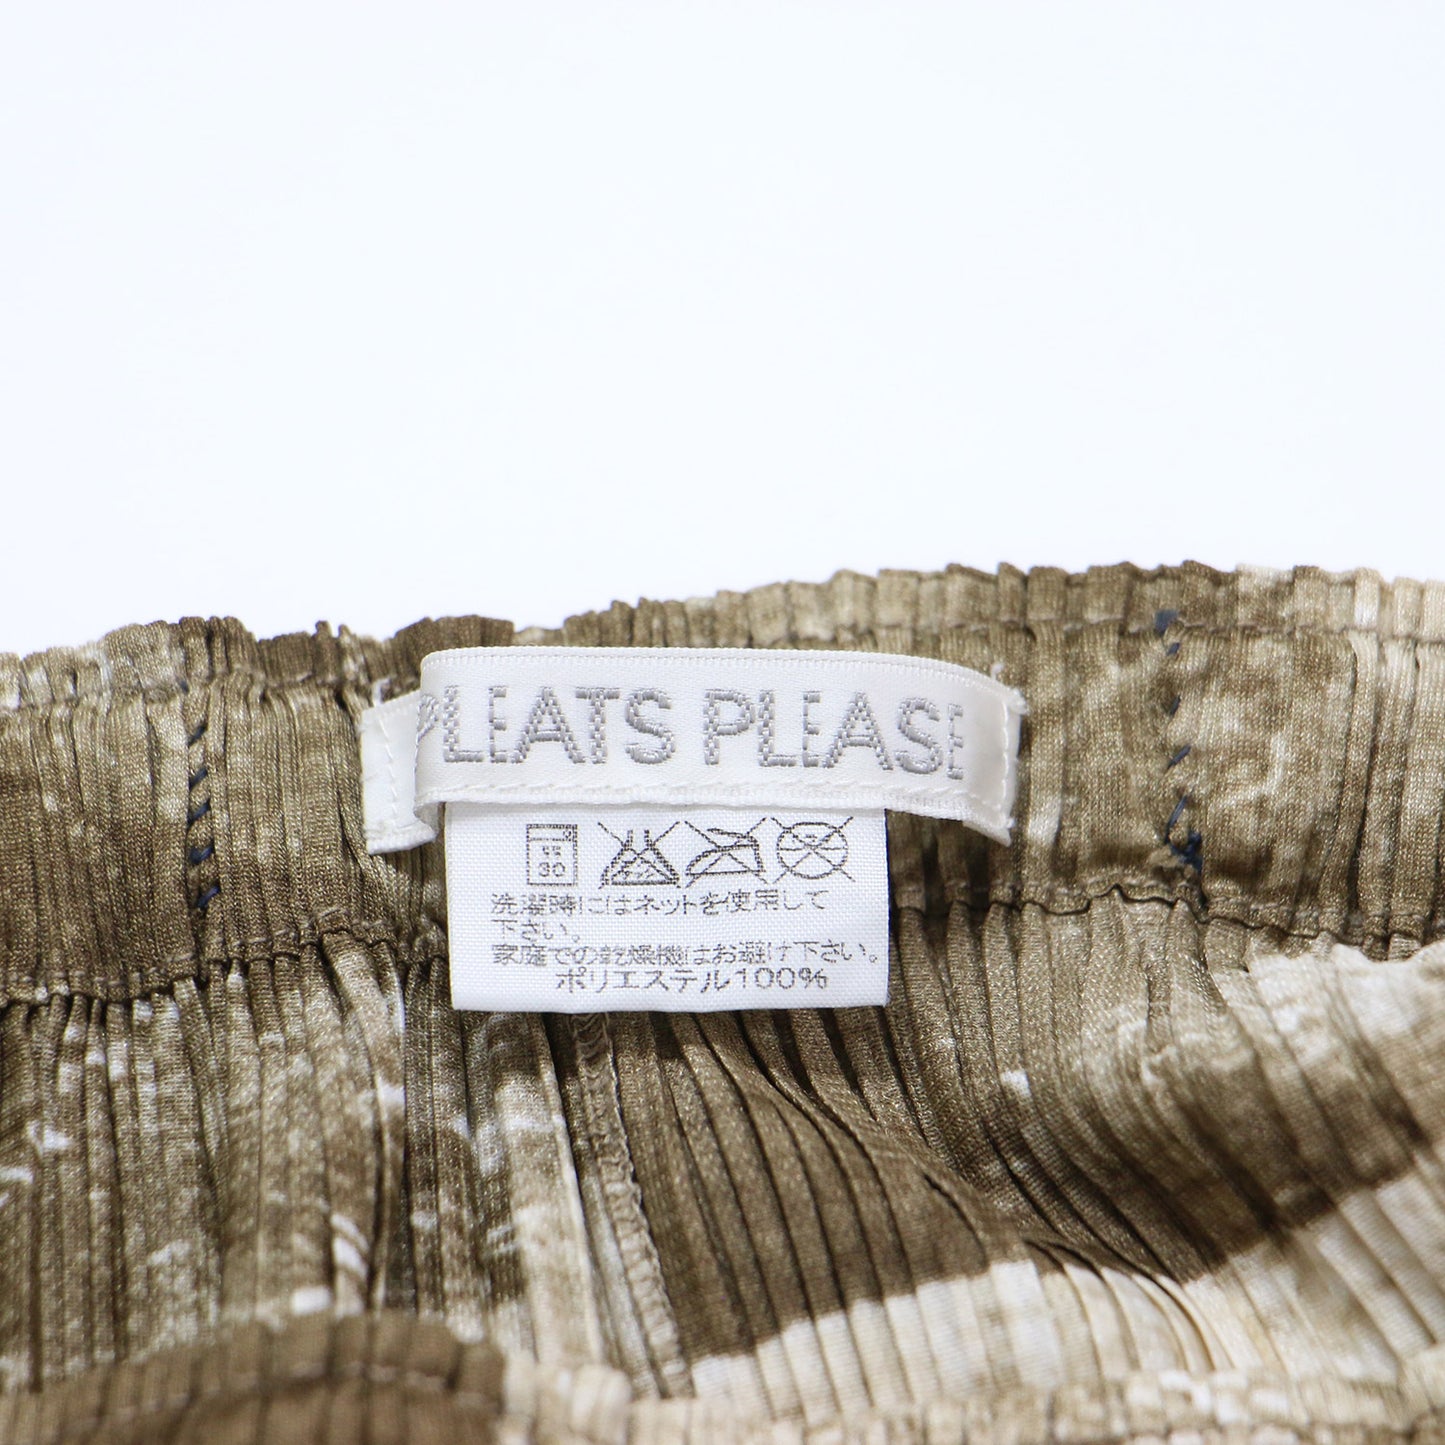 PLEATS PLEASE
30
洗濯時にはネットを使用して
下さい。
家庭での乾燥機はお避け下さい。
ポリエステル100%